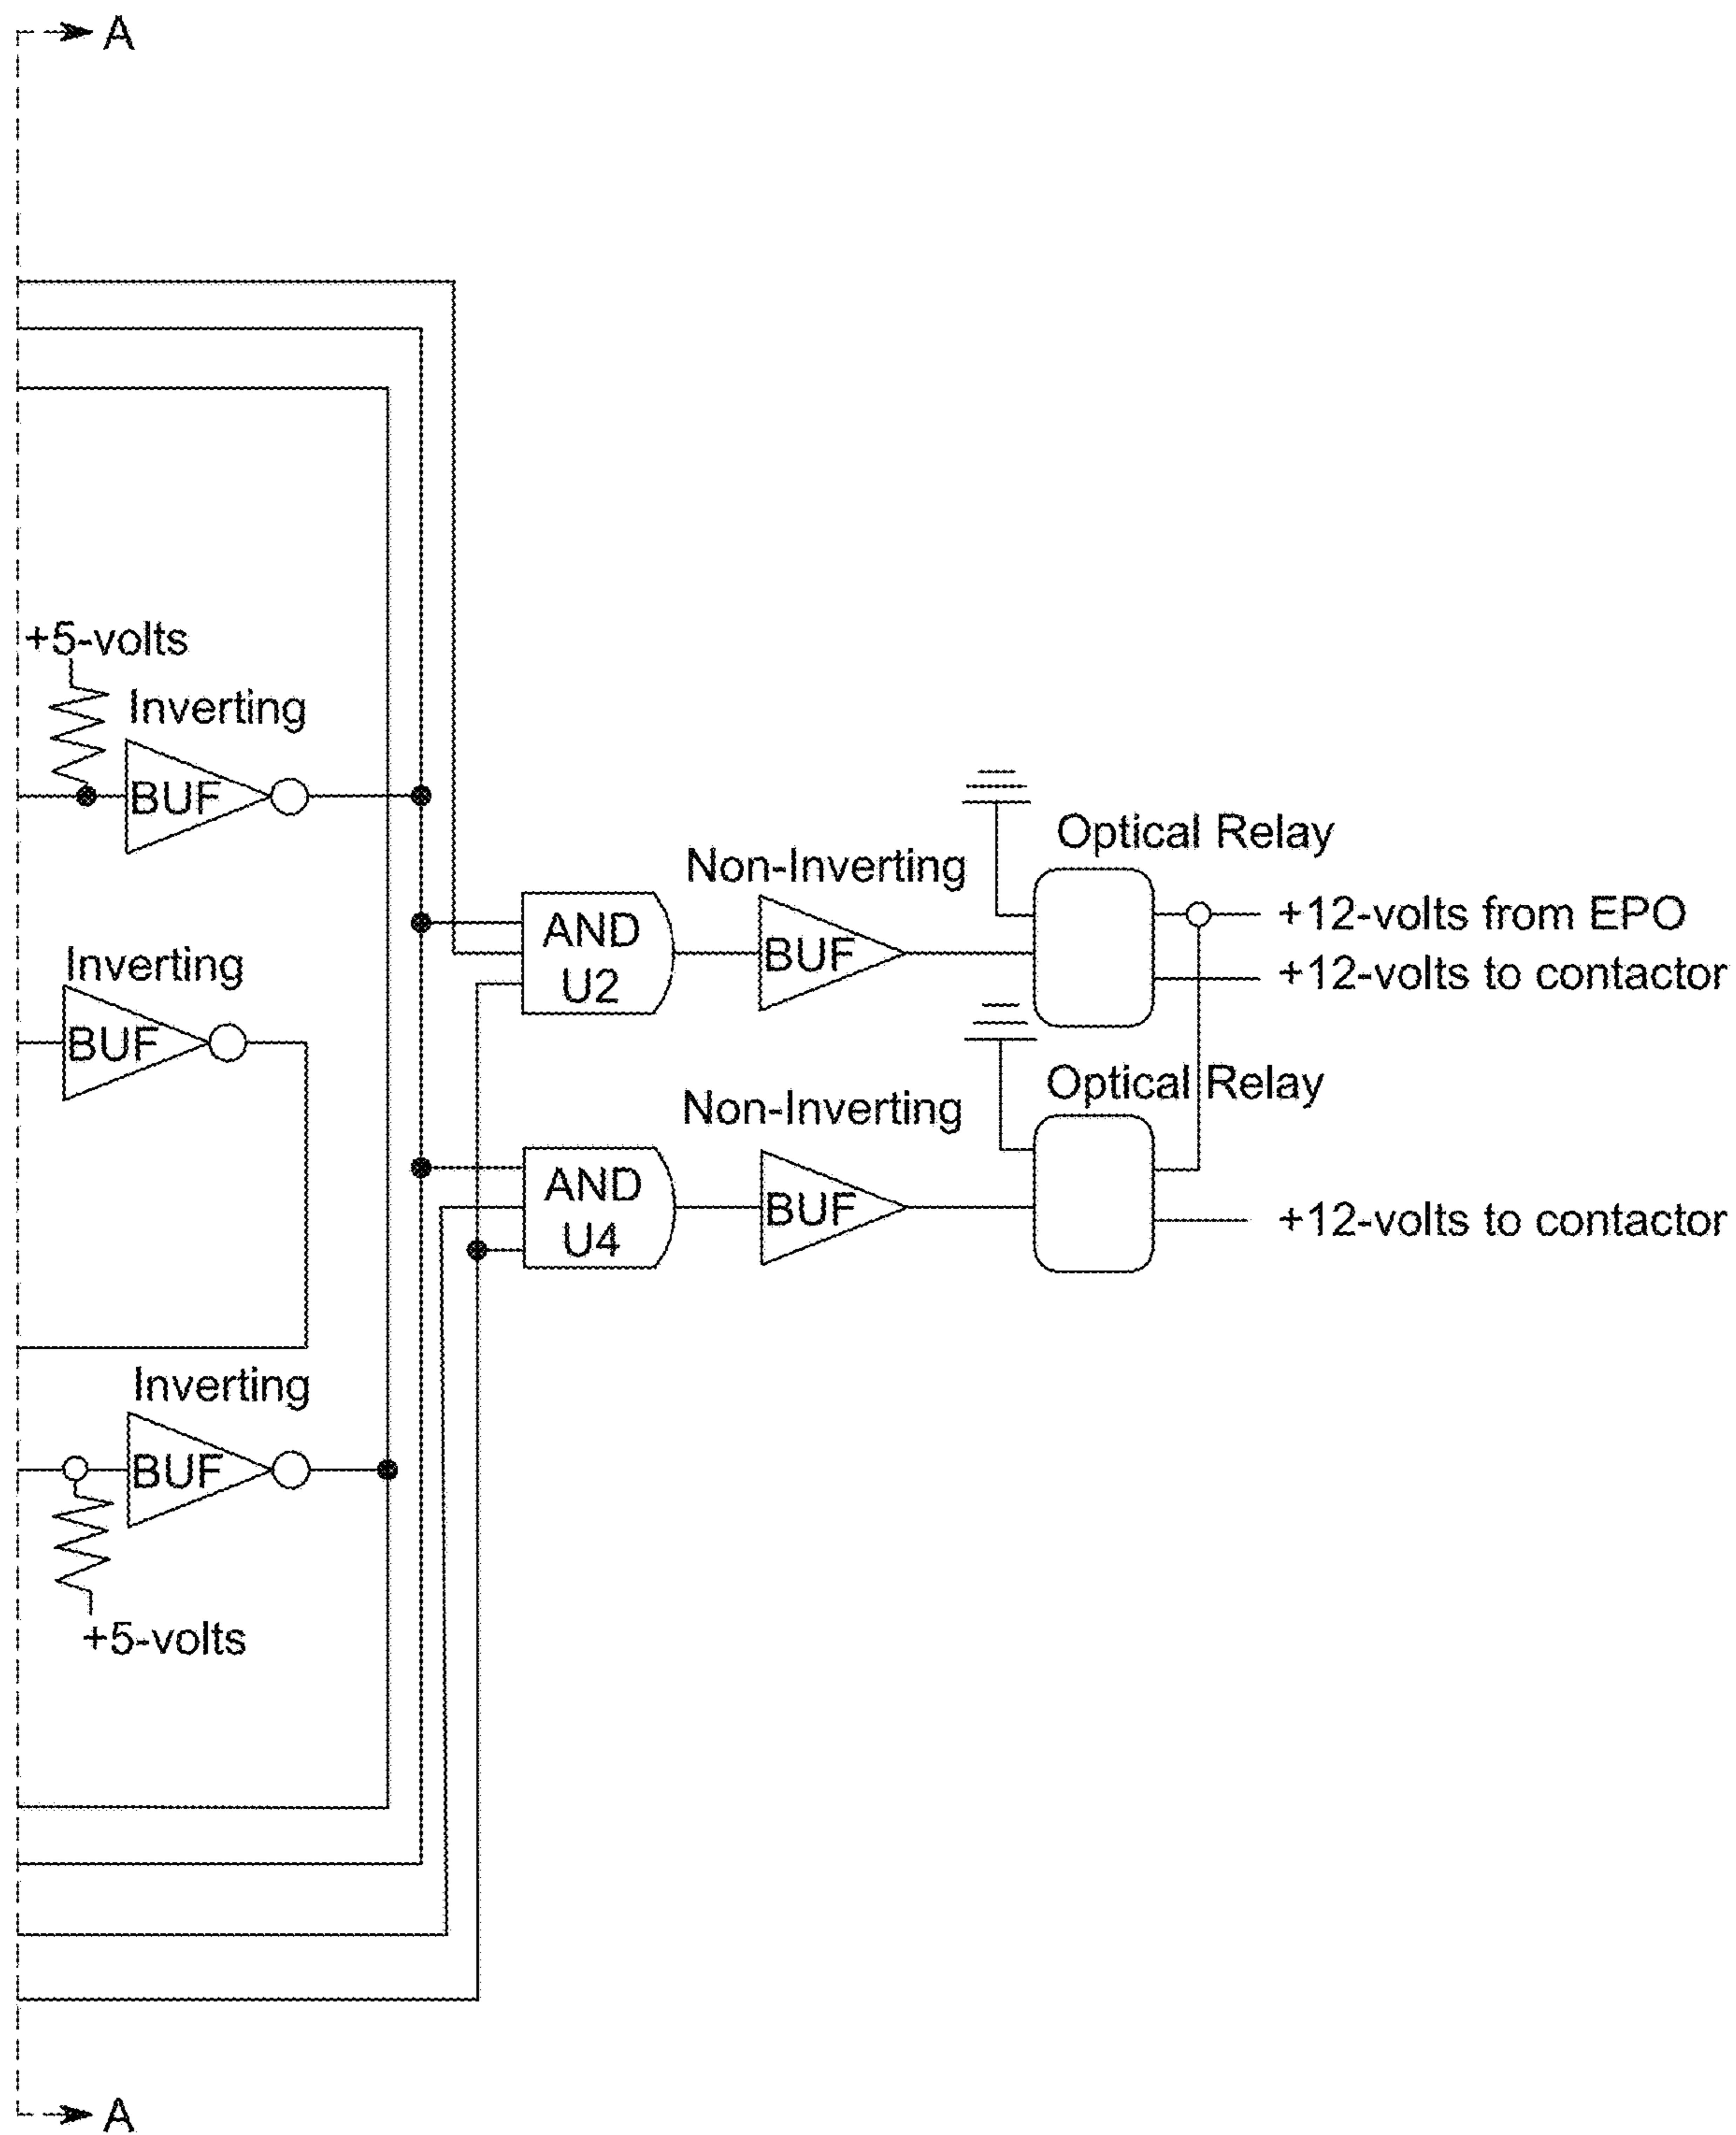 A
+5-volts
Inverting
BUF
Optical Relay
Non-Inverting
AND
U2
BUF
+12-volts from EPO
+12-volts to contactor
Inverting
BUF
Optical Relay
Non-Inverting
AND
U4
BUF
+12-volts to contactor
Inverting
BUF
+5-volts
A